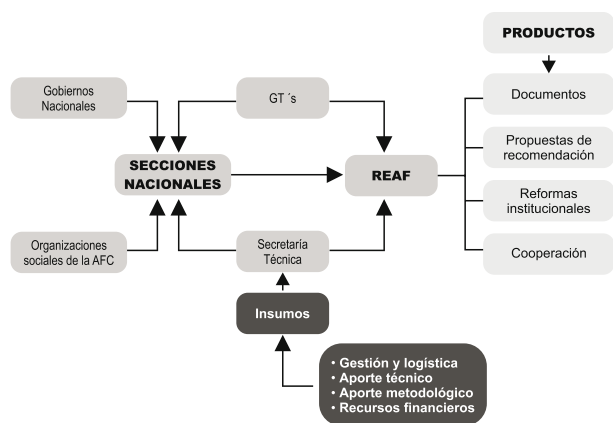 PRODUCTOS
Gobiernos
Nacionales
GT ´s
Documentos
Propuestas de
recomendación
SECCIONES
NACIONALES
REAF
Reformas
institucionales
Organizaciones
sociales de la AFC
Secretaría
Técnica
Cooperación
Insumos
• Gestión y logística
• Aporte técnico
• Aporte metodológico
• Recursos financieros